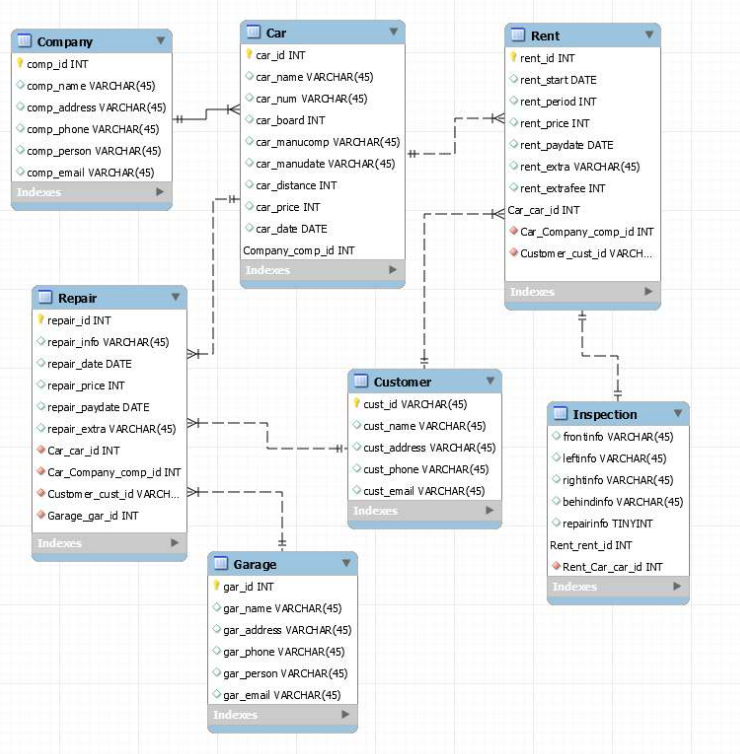 Company
comp_id INT
comp_name VARCHAR(45)
comp_address VARCHAR(45)
comp_phone VARCHAR(45)
comp_person VARCHAR(45)
comp_email VARCHAR(45)
Indexes
Car
car_id INT
car_name VARCHAR(45)
car_num VARCHAR(45)
car_board INT
car_manucomp VARCHAR(45)
car_manudate VARCHAR(45)
car_distance INT
car_price INT
car_date DATE
Company_comp_id INT
Indexes
Rent
rent_id INT
rent_start DATE
rent_period INT
rent_price INT
rent_paydate DATE
rent_extra VARCHAR(45)
rent_extrafee INT
Car_car_id INT
Car_Company_comp_id INT
Customer_cust_id VARCH...
Indexes
Repair
repair_id INT
repair_info VARCHAR(45)
repair_date DATE
repair_price INT
repair_paydate DATE
repair_extra VARCHAR(45)
Car_car_id INT
Car_Company_comp_id INT
Customer_cust_id VARCH...
Garage_gar_id INT
Indexes
Customer
cust_id VARCHAR(45)
cust_name VARCHAR(45)
cust_address VARCHAR(45)
cust_phone VARCHAR(45)
cust_email VARCHAR(45)
Indexes
Inspection
frontinfo VARCHAR(45)
leftinfo VARCHAR(45)
rightinfo VARCHAR(45)
behindinfo VARCHAR(45)
repairinfo TINYINT
Rent_rent_id INT
Rent_Car_car_id INT
Indexes
Garage
gar_id INT
gar_name VARCHAR(45)
gar_address VARCHAR(45)
gar_phone VARCHAR(45)
gar_person VARCHAR(45)
gar_email VARCHAR(45)
Indexes